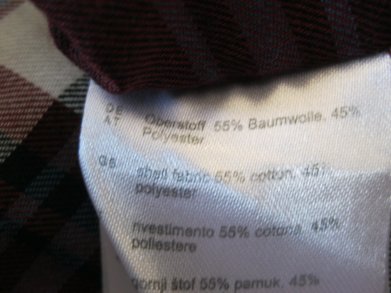 DE Oberstoff 55% Baumwolle, 45%
AT Polyester
GB shell fabric 55% cotton, 45%
polyester
rivestimento 55% cotone, 45%
poliestere
gornji štof 55% pamuk, 45%